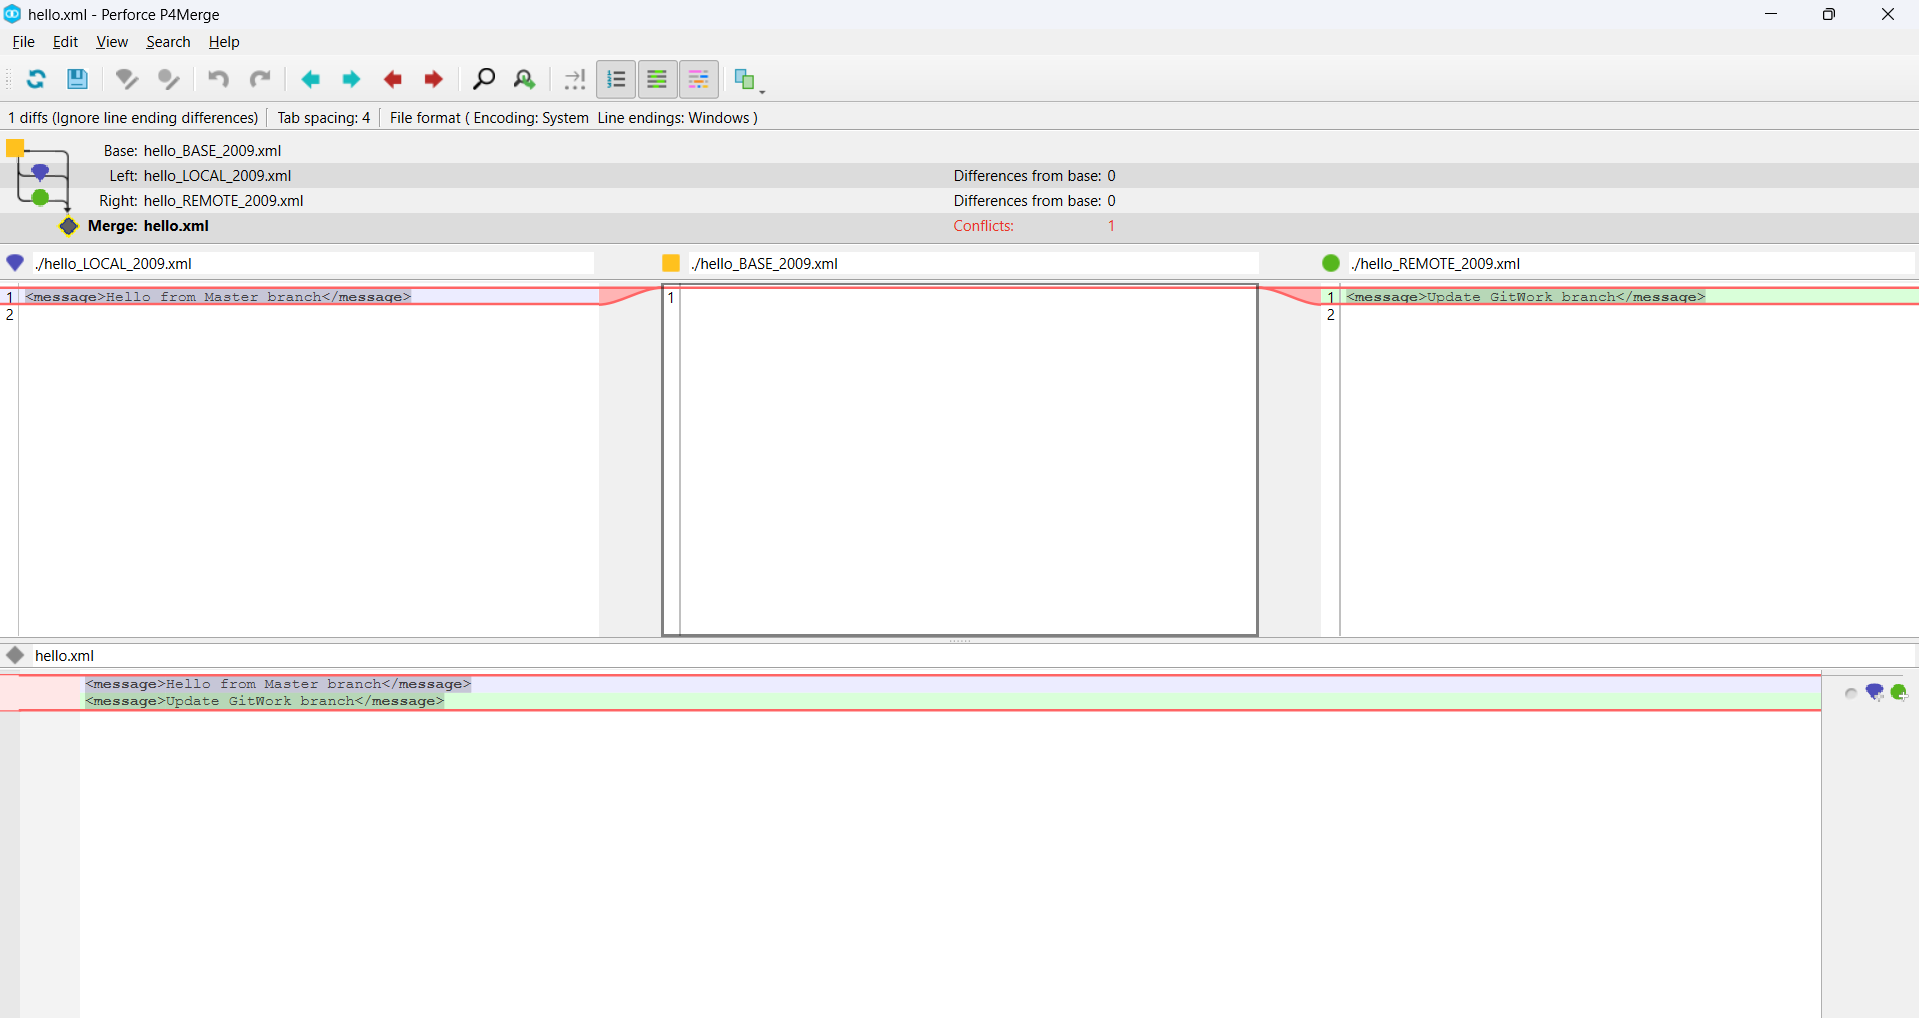 hello.xml - Perforce P4Merge
File Edit View Search Help
1 diffs (Ignore line ending differences) Tab spacing: 4 File format ( Encoding: System Line endings: Windows )
Base: hello_BASE_2009.xml
Left: hello_LOCAL_2009.xml Differences from base: 0
Right: hello_REMOTE_2009.xml Differences from base: 0
Merge: hello.xml Conflicts: 1
./hello_LOCAL_2009.xml ./hello_BASE_2009.xml ./hello_REMOTE_2009.xml
1 <message>Hello from Master branch</message> 1 1 <message>Update GitWork branch</message>
2 2
hello.xml
<message>Hello from Master branch</message>
<message>Update GitWork branch</message>